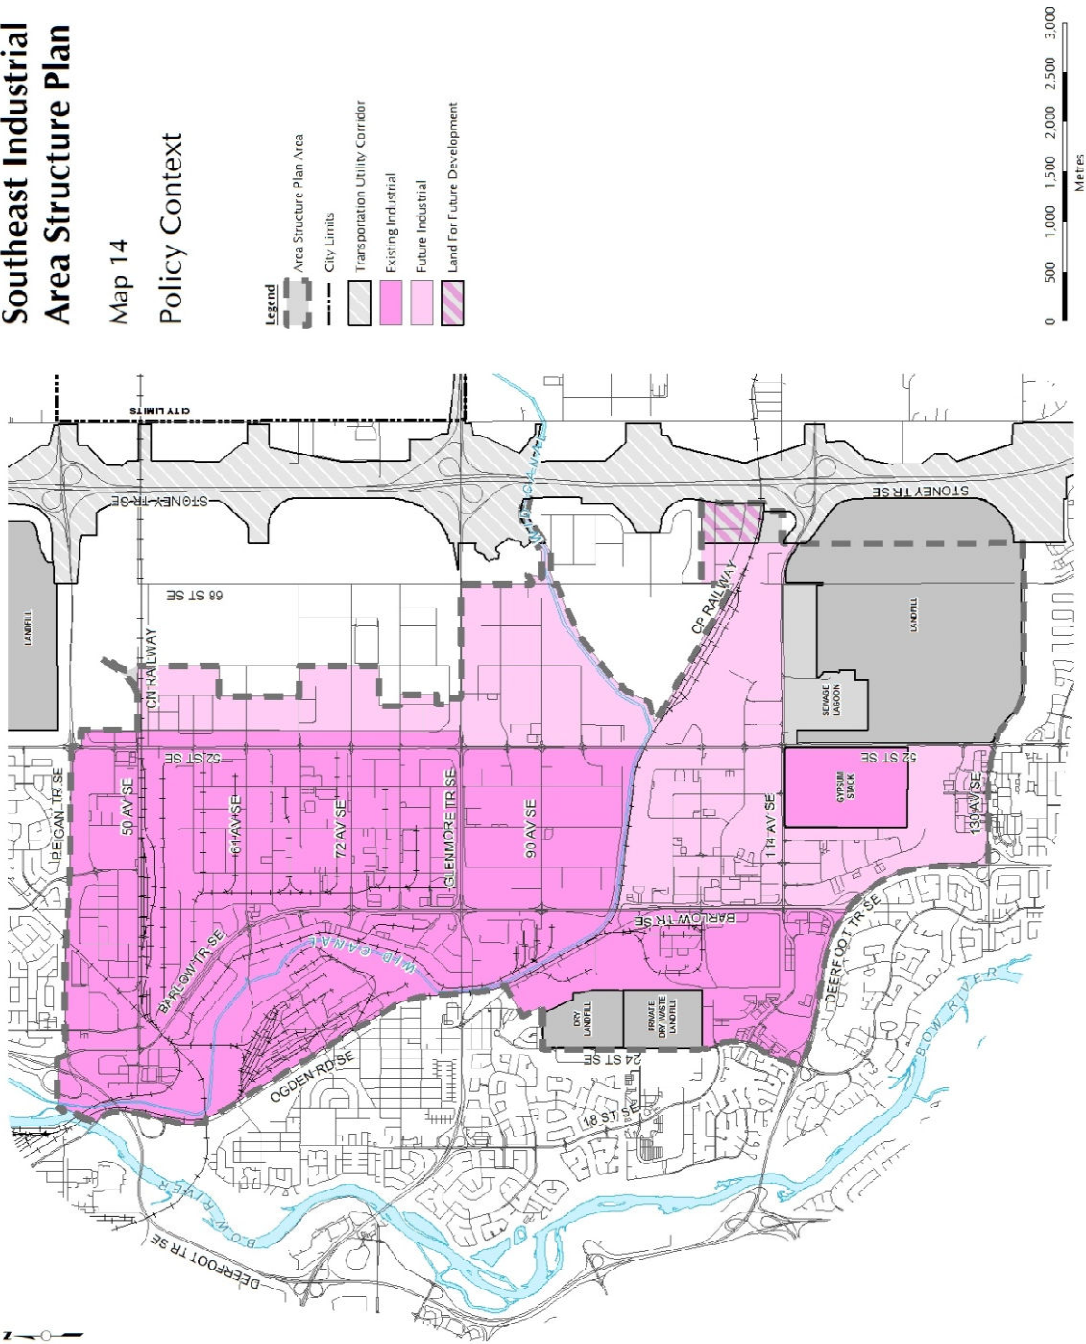 Southeast Industrial
Area Structure Plan
Map 14
Policy Context
Legend
Area Structure Plan Area
City Limits
Transportation Utility Corridor
Existing Industrial
Future Industrial
Land For Future Development
0 500 1,000 1,500 2,000 2,500 3,000
Metres
CITY LIMITS
STONEY TR SE
STONEY TR SE
W.I.D CANAL
LANDFILL
68 ST SE
CN RAILWAY
CP RAILWAY
LANDFILL
SEWAGE
LAGOON
52 ST SE
52 ST SE
PEIGAN TR SE
50 AV SE
61 AV SE
72 AV SE
GLENMORE TR SE
90 AV SE
114 AV SE
GYPSUM
STACK
130 AV SE
BARLOW TR SE
BARLOW TR SE
W.I.D CANAL
DEERFOOT TR SE
DRY
LANDFILL
PRIVATE
DRY WASTE
LANDFILL
24 ST SE
OGDEN RD SE
18 ST SE
BOW RIVER
BOW RIVER
DEERFOOT TR SE